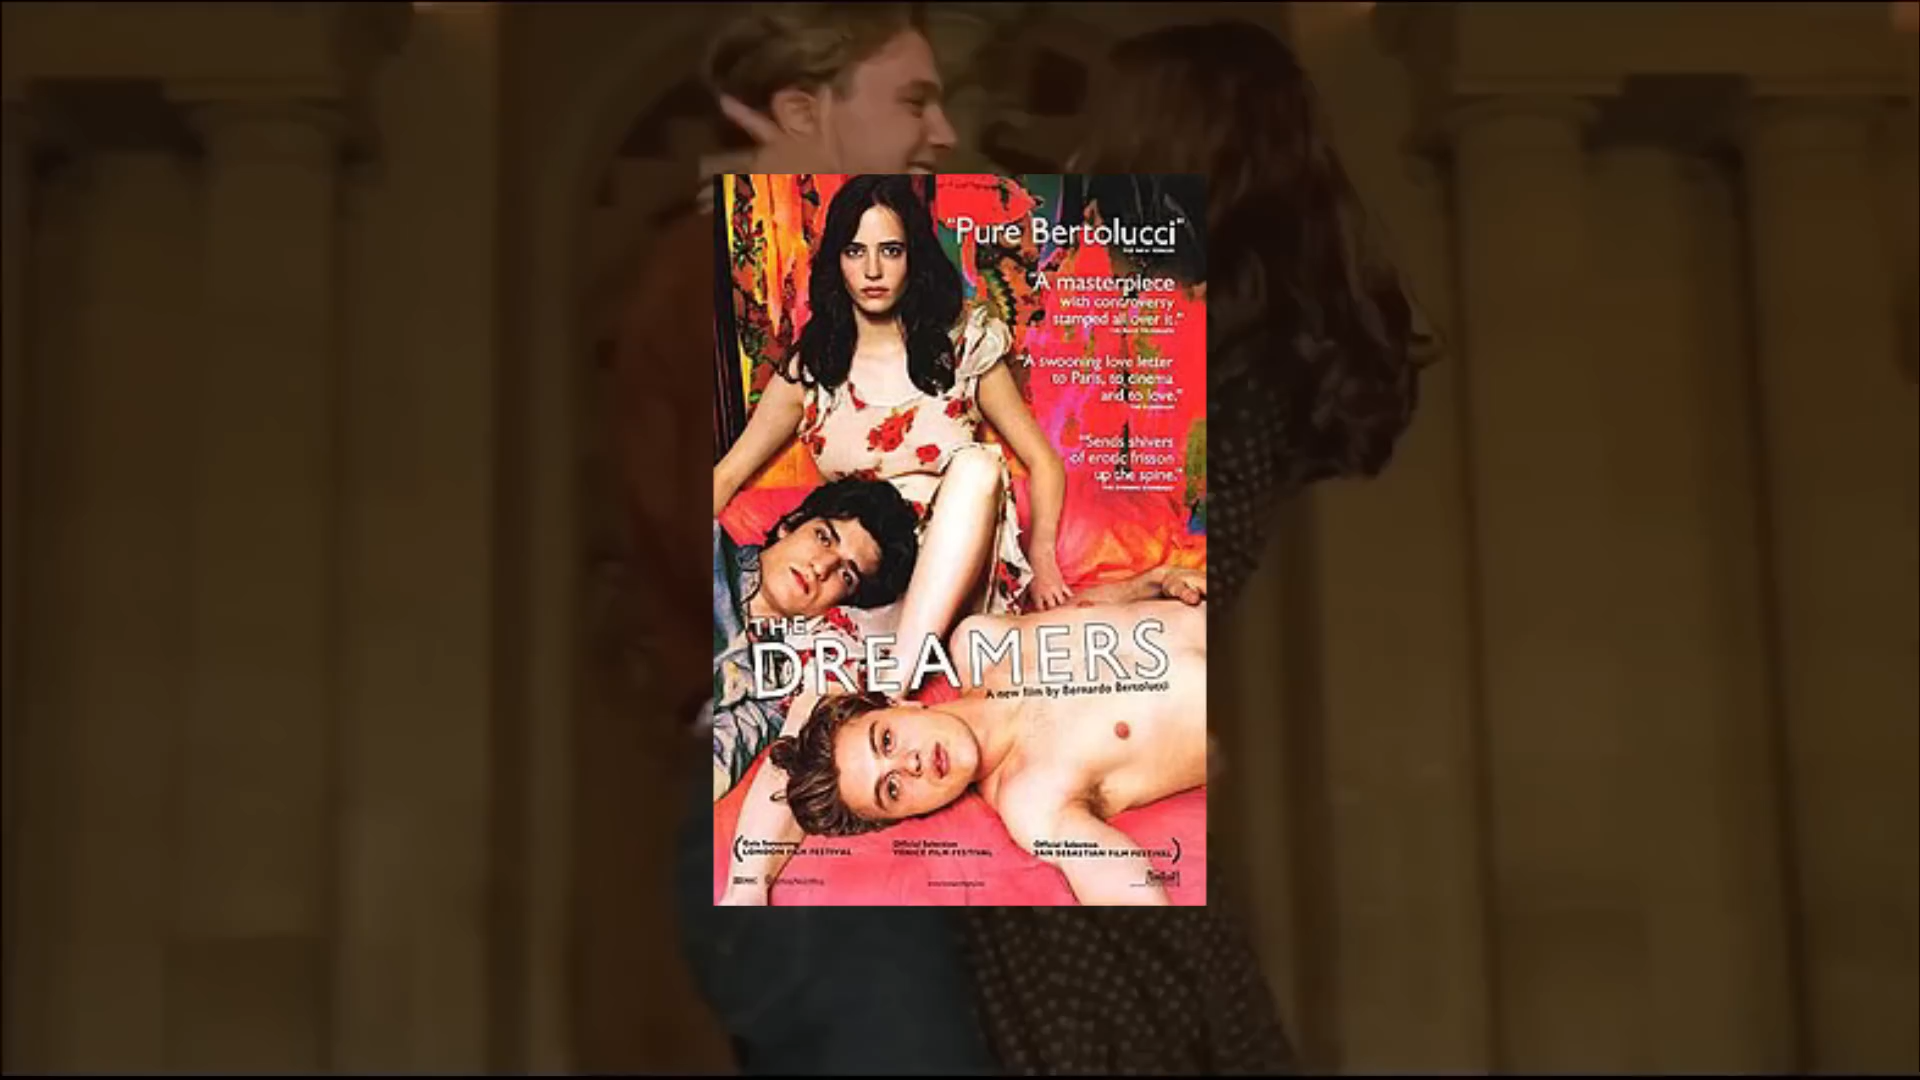 "Pure Bertolucci"
"A masterpiece
with controversy
stamped all over it."
"A swooning love letter
to Paris, to cinema
and to love."
"Sends shivers
of erotic frisson
up the spine."
THE
DREAMERS
A new film by Bernardo Bertolucci
LONDON FILM FESTIVAL
Official Selection
VENICE FILM FESTIVAL
Official Selection
SAN SEBASTIAN FILM FESTIVAL